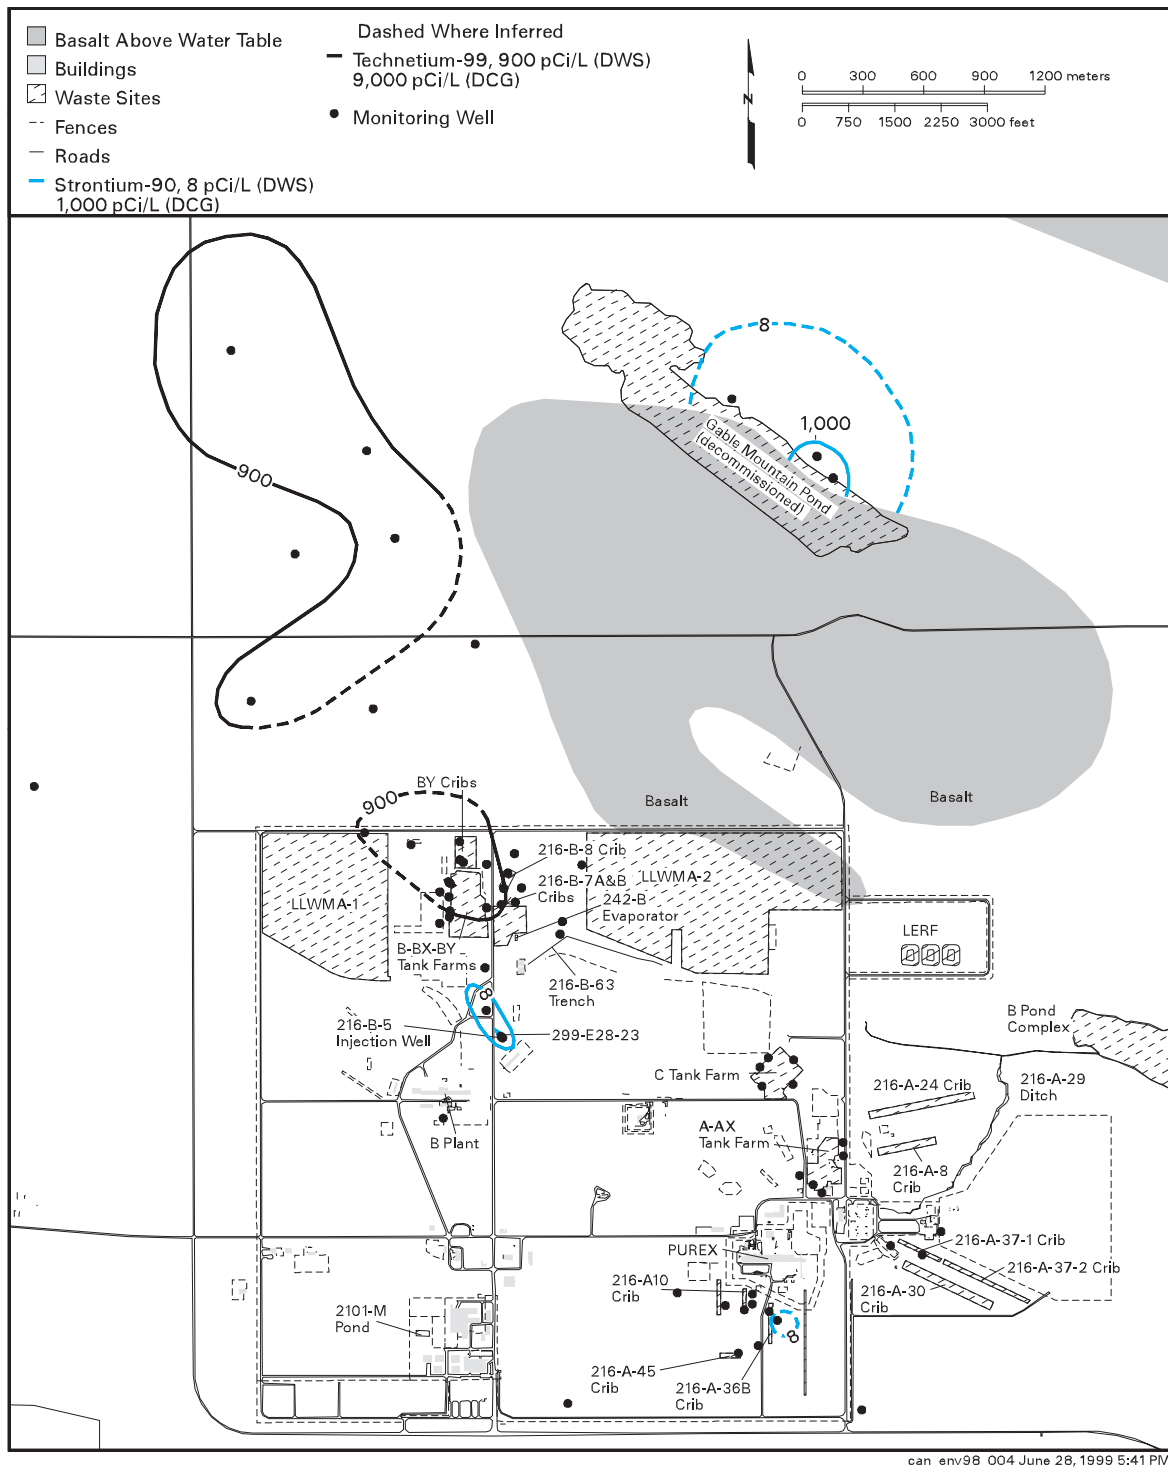 Basalt Above Water Table
Buildings
Waste Sites
Fences
Roads
Strontium-90, 8 pCi/L (DWS)
1,000 pCi/L (DCG)
Dashed Where Inferred
Technetium-99, 900 pCi/L (DWS)
9,000 pCi/L (DCG)
Monitoring Well
N
0 300 600 900 1200 meters
0 750 1500 2250 3000 feet
8
1,000
Gable Mountain Pond
(decommissioned)
900
BY Cribs
900
Basalt
Basalt
216-B-8 Crib
LLWMA-1
216-B-7A&B
Cribs
LLWMA-2
242-B
Evaporator
B-BX-BY
Tank Farms
LERF
216-B-63
Trench
8
216-B-5
Injection Well
299-E28-23
B Pond
Complex
C Tank Farm
216-A-24 Crib
216-A-29
Ditch
B Plant
A-AX
Tank Farm
216-A-8
Crib
PUREX
216-A-37-1 Crib
216-A-37-2 Crib
216-A10
Crib
216-A-30
Crib
2101-M
Pond
8
216-A-45
Crib
216-A-36B
Crib
can_env98_004 June 28, 1999 5:41 PM